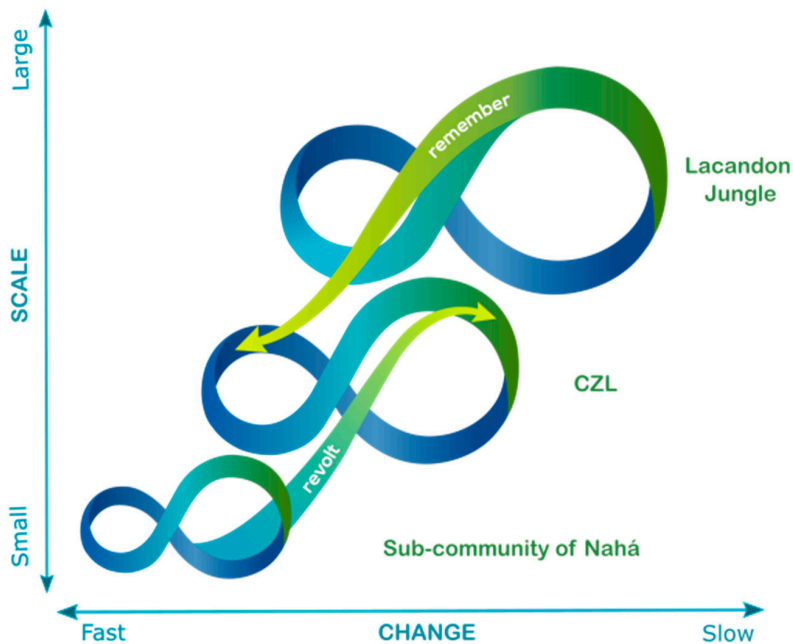 Large
remember
Lacandon
Jungle
SCALE
CZL
revolt
Small
Sub-community of Nahá
Fast
CHANGE
Slow